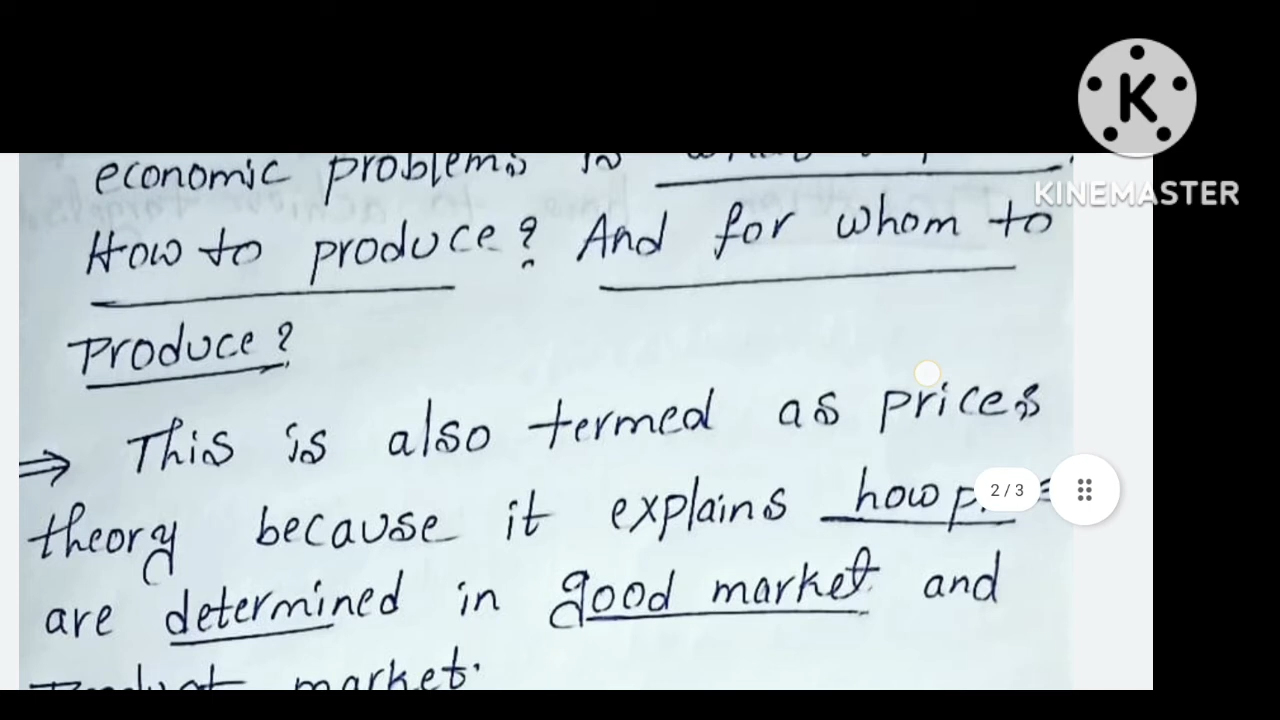 economic problems is
How to produce? And for whom to
produce?
⇒ This is also termed as prices
theory because it explains how
are determined in good market and
market.
2/3
K
KINEMASTER